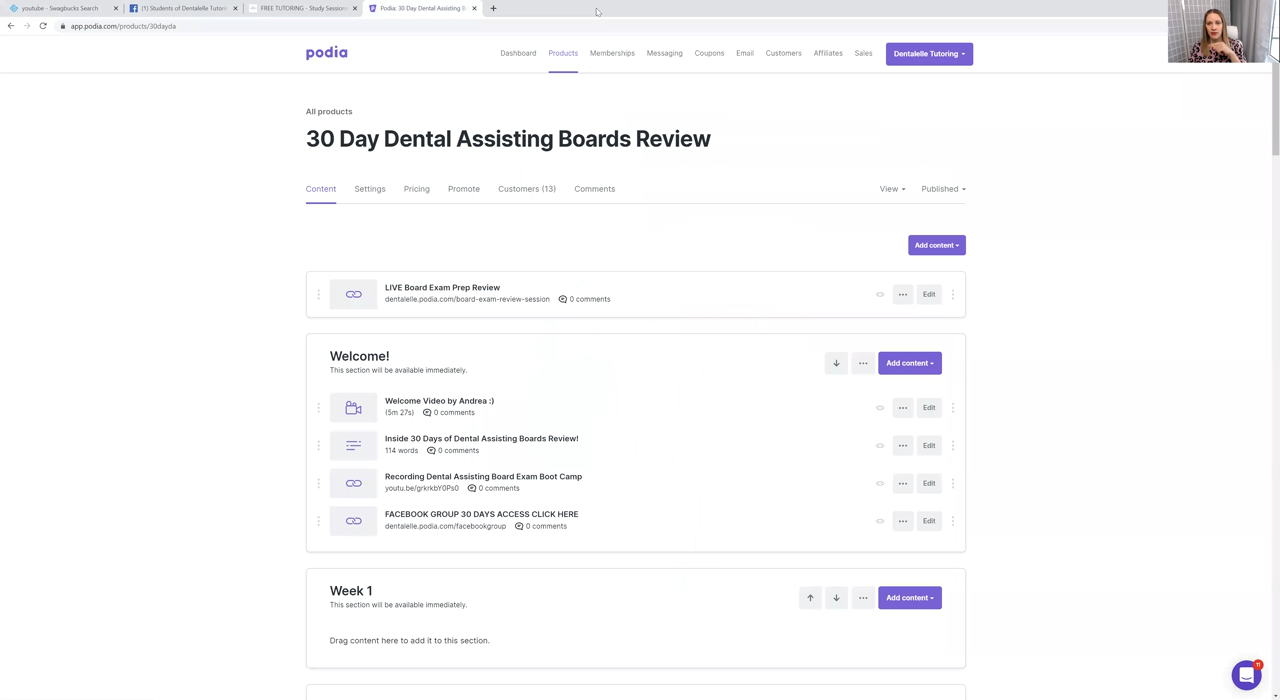 youtube - Swagbucks Search
(1) Students of Dentalelle Tutori
FREE TUTORING - Study Session
Podia: 30 Day Dental Assisting B
app.podia.com/products/30dayda
podia
Dashboard
Products
Memberships
Messaging
Coupons
Email
Customers
Affiliates
Sales
Dentalelle Tutoring
All products
30 Day Dental Assisting Boards Review
Content
Settings
Pricing
Promote
Customers (13)
Comments
View
Published
Add content
LIVE Board Exam Prep Review
dentalelle.podia.com/board-exam-review-session 0 comments
Edit
Welcome!
This section will be available immediately.
Add content
Welcome Video by Andrea :)
(5m 27s) 0 comments
Edit
Inside 30 Days of Dental Assisting Boards Review!
114 words 0 comments
Edit
Recording Dental Assisting Board Exam Boot Camp
youtu.be/grkrkbY0Ps0 0 comments
Edit
FACEBOOK GROUP 30 DAYS ACCESS CLICK HERE
dentalelle.podia.com/facebookgroup 0 comments
Edit
Week 1
This section will be available immediately.
Add content
Drag content here to add it to this section.
11